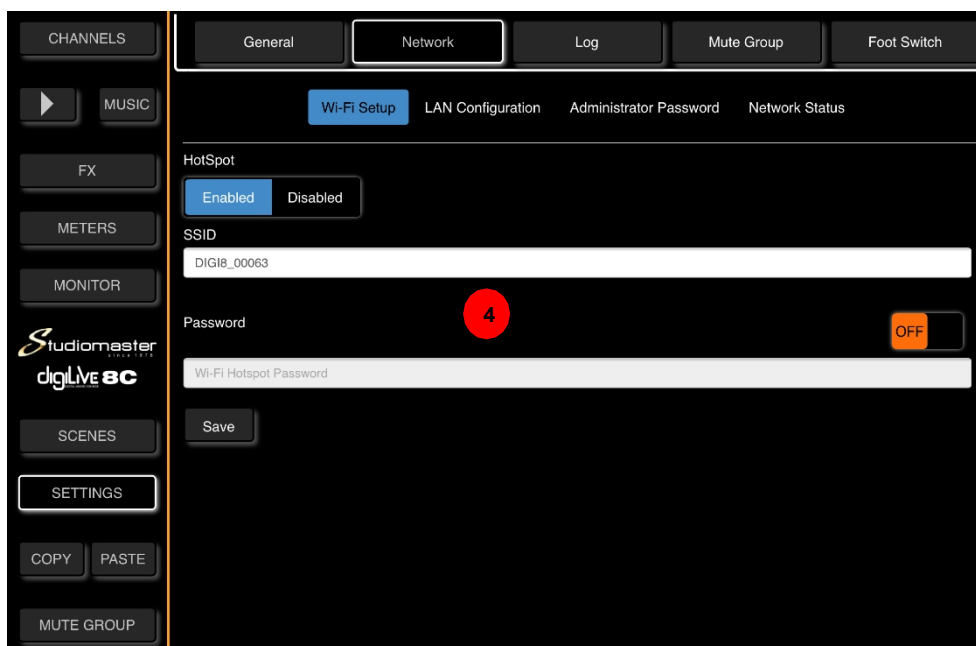 CHANNELS
General
Network
Log
Mute Group
Foot Switch
MUSIC
Wi-Fi Setup
LAN Configuration
Administrator Password
Network Status
FX
HotSpot
Enabled
Disabled
METERS
SSID
DIGI8_00063
MONITOR
4
Password
OFF
Studiomaster
since 1976
digiLiVE 8C
Wi-Fi Hotspot Password
Save
SCENES
SETTINGS
COPY
PASTE
MUTE GROUP